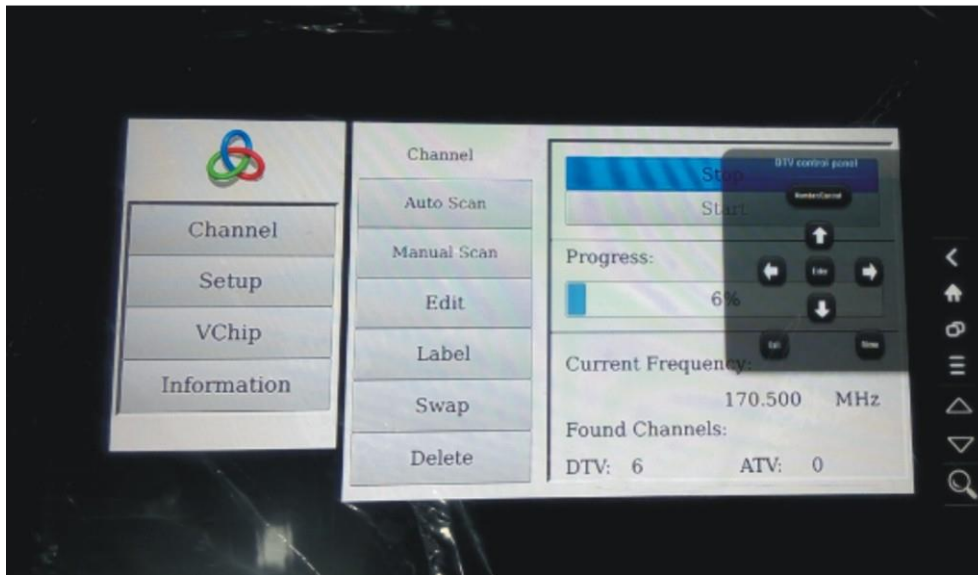 Channel
Setup
VChip
Information
Channel
Auto Scan
Manual Scan
Edit
Label
Swap
Delete
Stop
Start
Progress:
6%
Current Frequency:
170.500 MHz
Found Channels:
DTV: 6 ATV: 0
DTV control panel
Enter
Exit